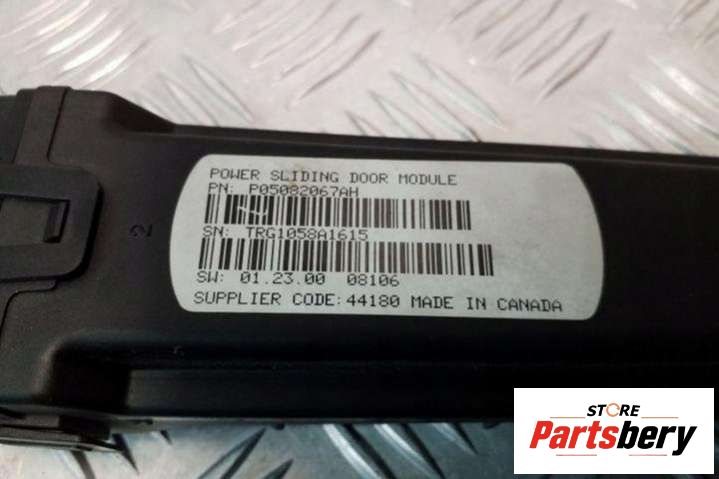 POWER SLIDING DOOR MODULE
PN: P05082067AH
SN: TRG1058A1615
SW: 01.23.00 08106
SUPPLIER CODE: 44180 MADE IN CANADA
2
STORE
Partsbery